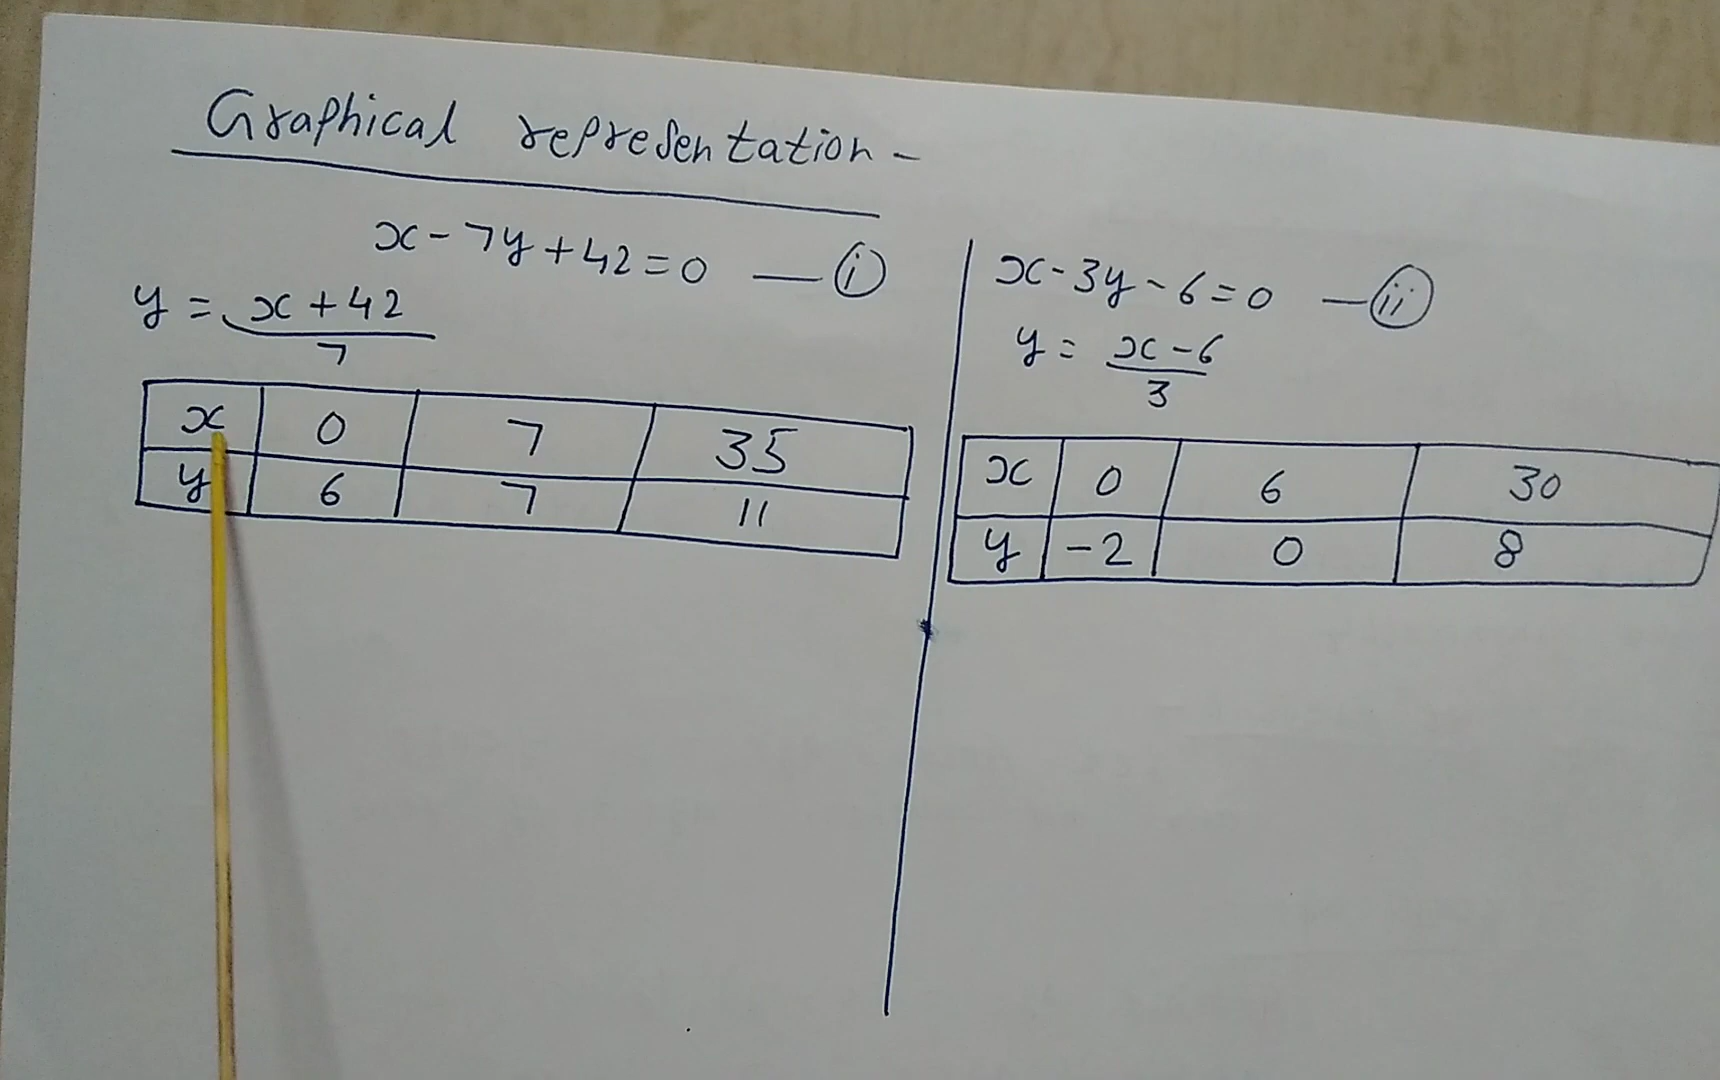 Graphical representation -
x - 7y + 42 = 0 — (i)
y = x + 42
7
x 0 7 35
y 6 7 11
x - 3y - 6 = 0 — (ii)
y = x - 6
3
x 0 6 30
y -2 0 8